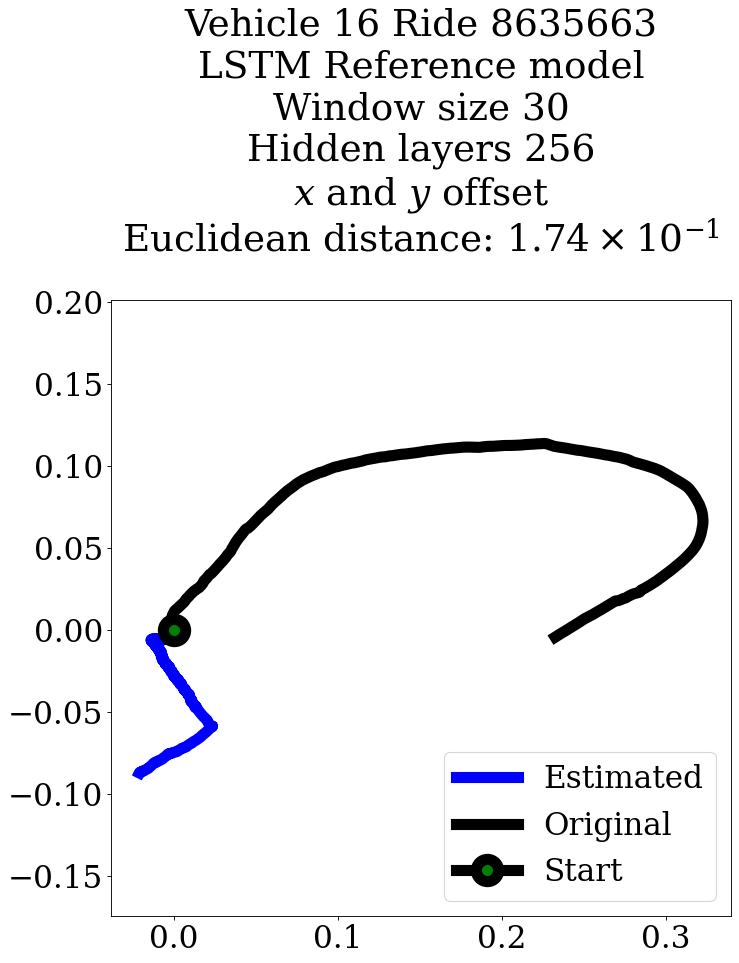 Vehicle 16 Ride 8635663
LSTM Reference model
Window size 30
Hidden layers 256
x and y offset
Euclidean distance: 1.74 × 10⁻¹
0.20
0.15
0.10
0.05
0.00
−0.05
−0.10
−0.15
Estimated
Original
Start
0.0 0.1 0.2 0.3